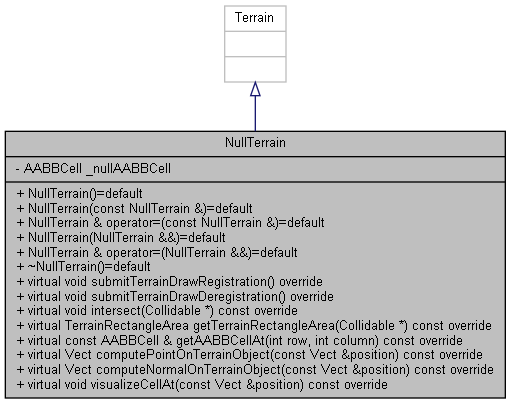 Terrain
NullTerrain
- AABBCell _nullAABBCell
+ NullTerrain()=default
+ NullTerrain(const NullTerrain &)=default
+ NullTerrain & operator=(const NullTerrain &)=default
+ NullTerrain(NullTerrain &&)=default
+ NullTerrain & operator=(NullTerrain &&)=default
+ ~NullTerrain()=default
+ virtual void submitTerrainDrawRegistration() override
+ virtual void submitTerrainDrawDeregistration() override
+ virtual void intersect(Collidable *) const override
+ virtual TerrainRectangleArea getTerrainRectangleArea(Collidable *) const override
+ virtual const AABBCell & getAABBCellAt(int row, int column) const override
+ virtual Vect computePointOnTerrainObject(const Vect &position) const override
+ virtual Vect computeNormalOnTerrainObject(const Vect &position) const override
+ virtual void visualizeCellAt(const Vect &position) const override